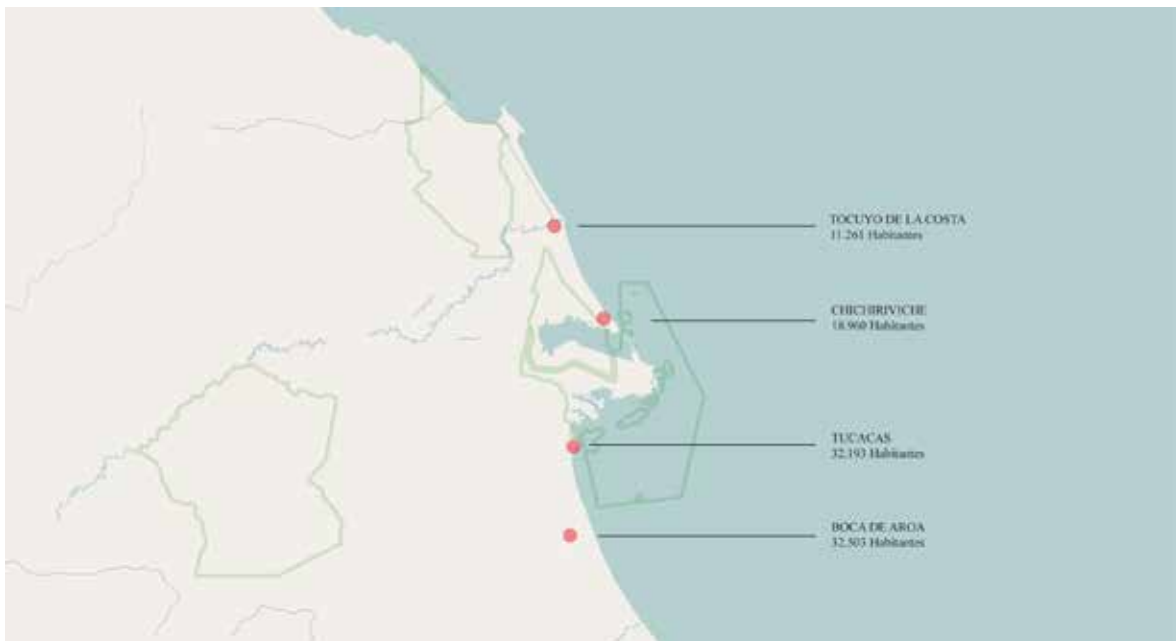 TOCUYO DE LA COSTA
11.261 Habitantes
CHICHIRIVICHE
18.960 Habitantes
TUCACAS
32.193 Habitantes
BOCA DE AROA
32.503 Habitantes